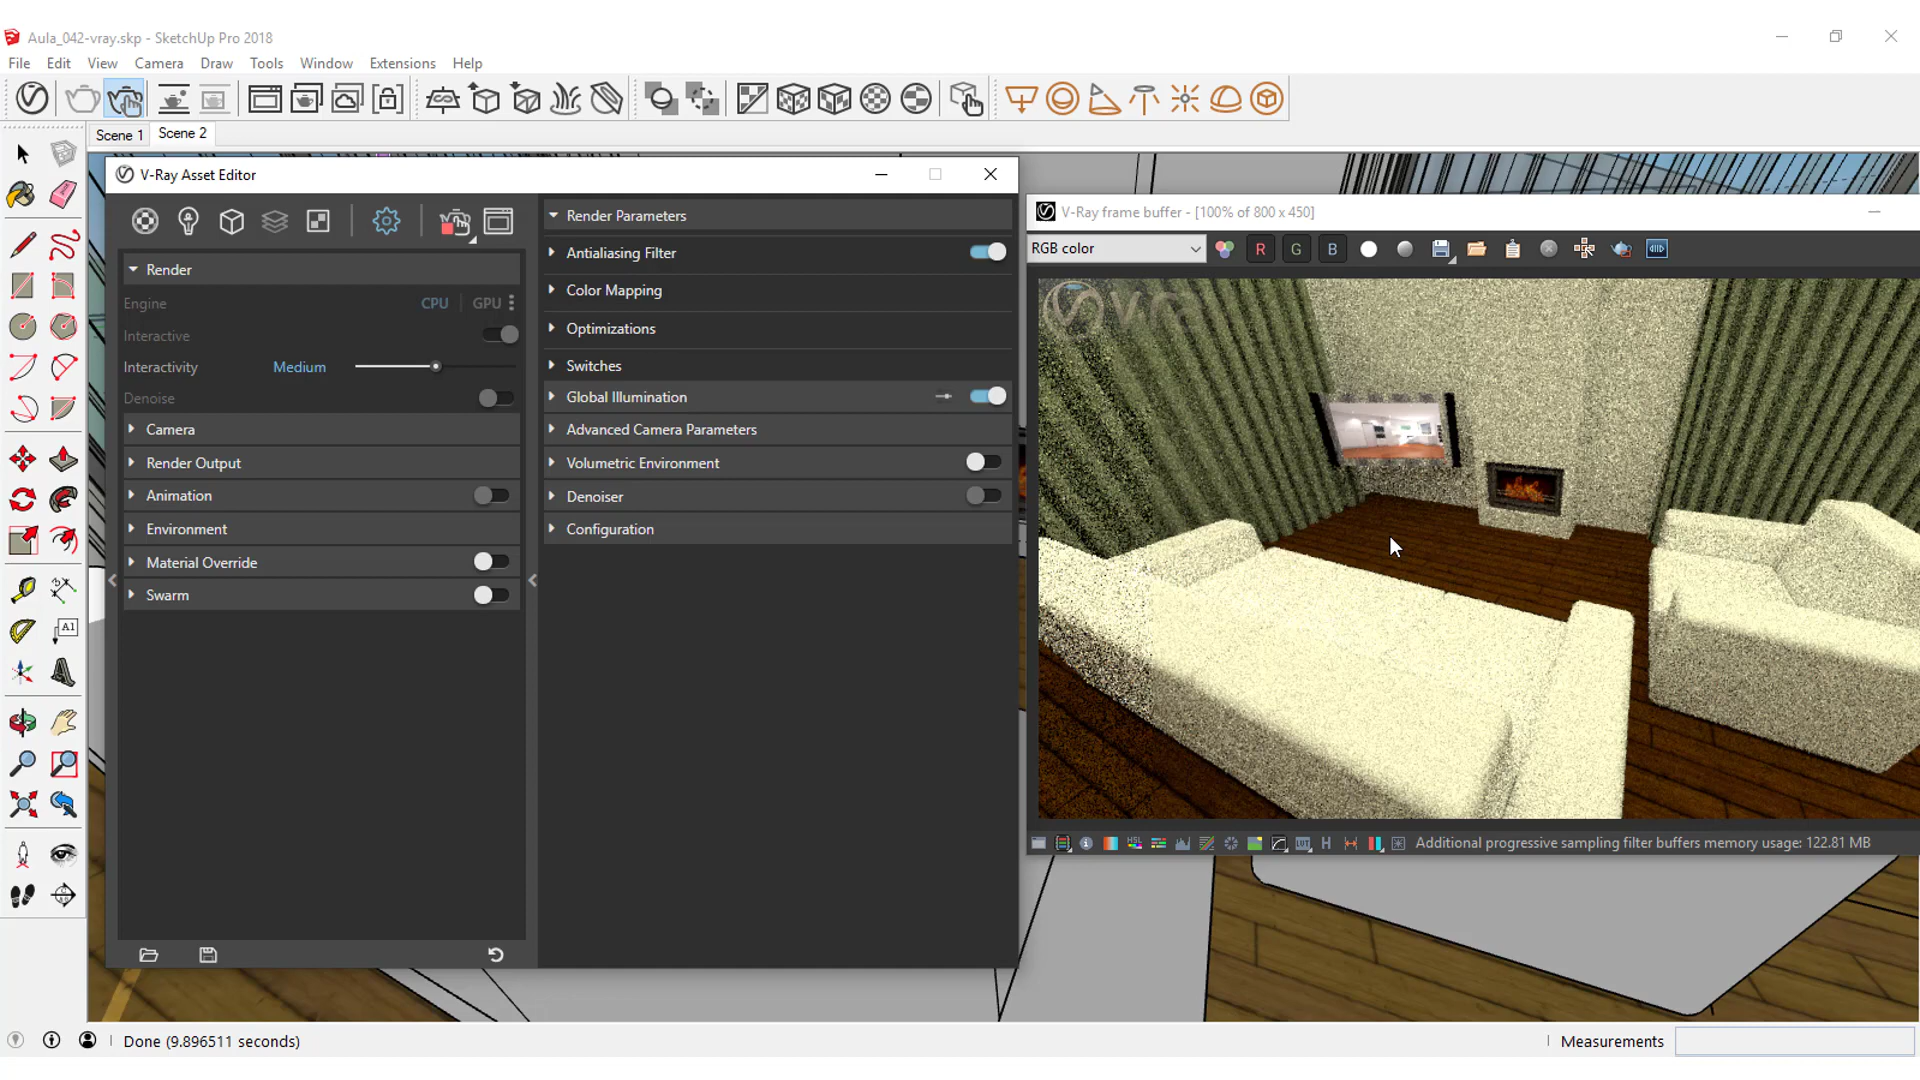 Aula_042-vray.skp - SketchUp Pro 2018
File Edit View Camera Draw Tools Window Extensions Help
Scene 1 Scene 2
V-Ray Asset Editor
Render
Engine CPU GPU
Interactive
Interactivity Medium
Denoise
Camera
Render Output
Animation
Environment
Material Override
Swarm
Render Parameters
Antialiasing Filter
Color Mapping
Optimizations
Switches
Global Illumination
Advanced Camera Parameters
Volumetric Environment
Denoiser
Configuration
V-Ray frame buffer - [100% of 800 x 450]
RGB color R G B
H Additional progressive sampling filter buffers memory usage: 122.81 MB
A1
Done (9.896511 seconds)
Measurements